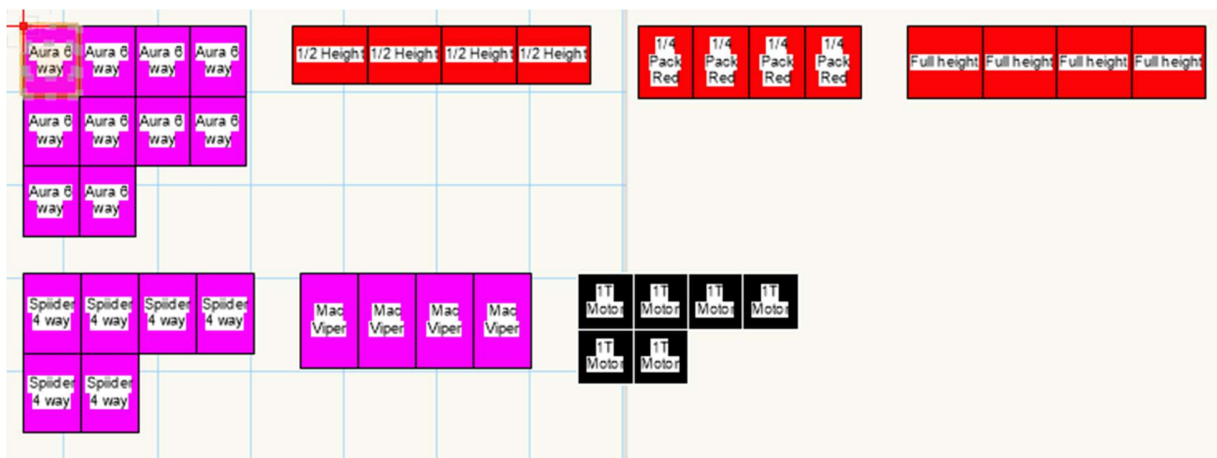 Aura 6 way Aura 6 way Aura 6 way Aura 6 way
1/2 Height 1/2 Height 1/2 Height 1/2 Height
1/4 Pack Red 1/4 Pack Red 1/4 Pack Red 1/4 Pack Red
Full height Full height Full height Full height
Aura 6 way Aura 6 way Aura 6 way Aura 6 way
Aura 6 way Aura 6 way
Spiider 4 way Spiider 4 way Spiider 4 way Spiider 4 way
Mac Viper Mac Viper Mac Viper Mac Viper
1T Motor 1T Motor 1T Motor 1T Motor
1T Motor 1T Motor
Spiider 4 way Spiider 4 way